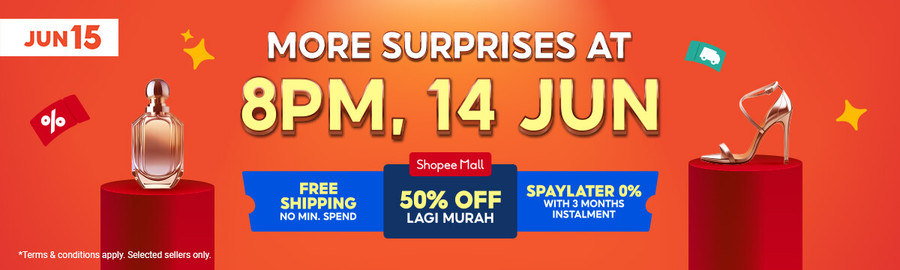 JUN15
MORE SURPRISES AT
8PM, 14 JUN
%
Shopee Mall
FREE
SHIPPING
NO MIN. SPEND
50% OFF
LAGI MURAH
SPAYLATER 0%
WITH 3 MONTHS
INSTALMENT
*Terms & conditions apply. Selected sellers only.